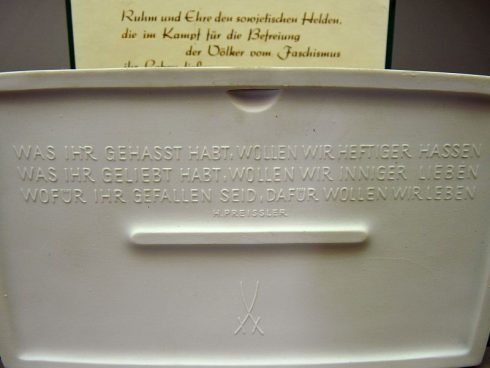 Ruhm und Ehre den sowjetischen Helden,
die im Kampf für die Befreiung
der Völker vom Faschismus
ihr Leben
WAS IHR GEHASST HABT, WOLLEN WIR HEFTIGER HASSEN
WAS IHR GELIEBT HABT, WOLLEN WIR INNIGER LIEBEN
WOFÜR IHR GEFALLEN SEID, DAFÜR WOLLEN WIR LEBEN
H. PREISSLER